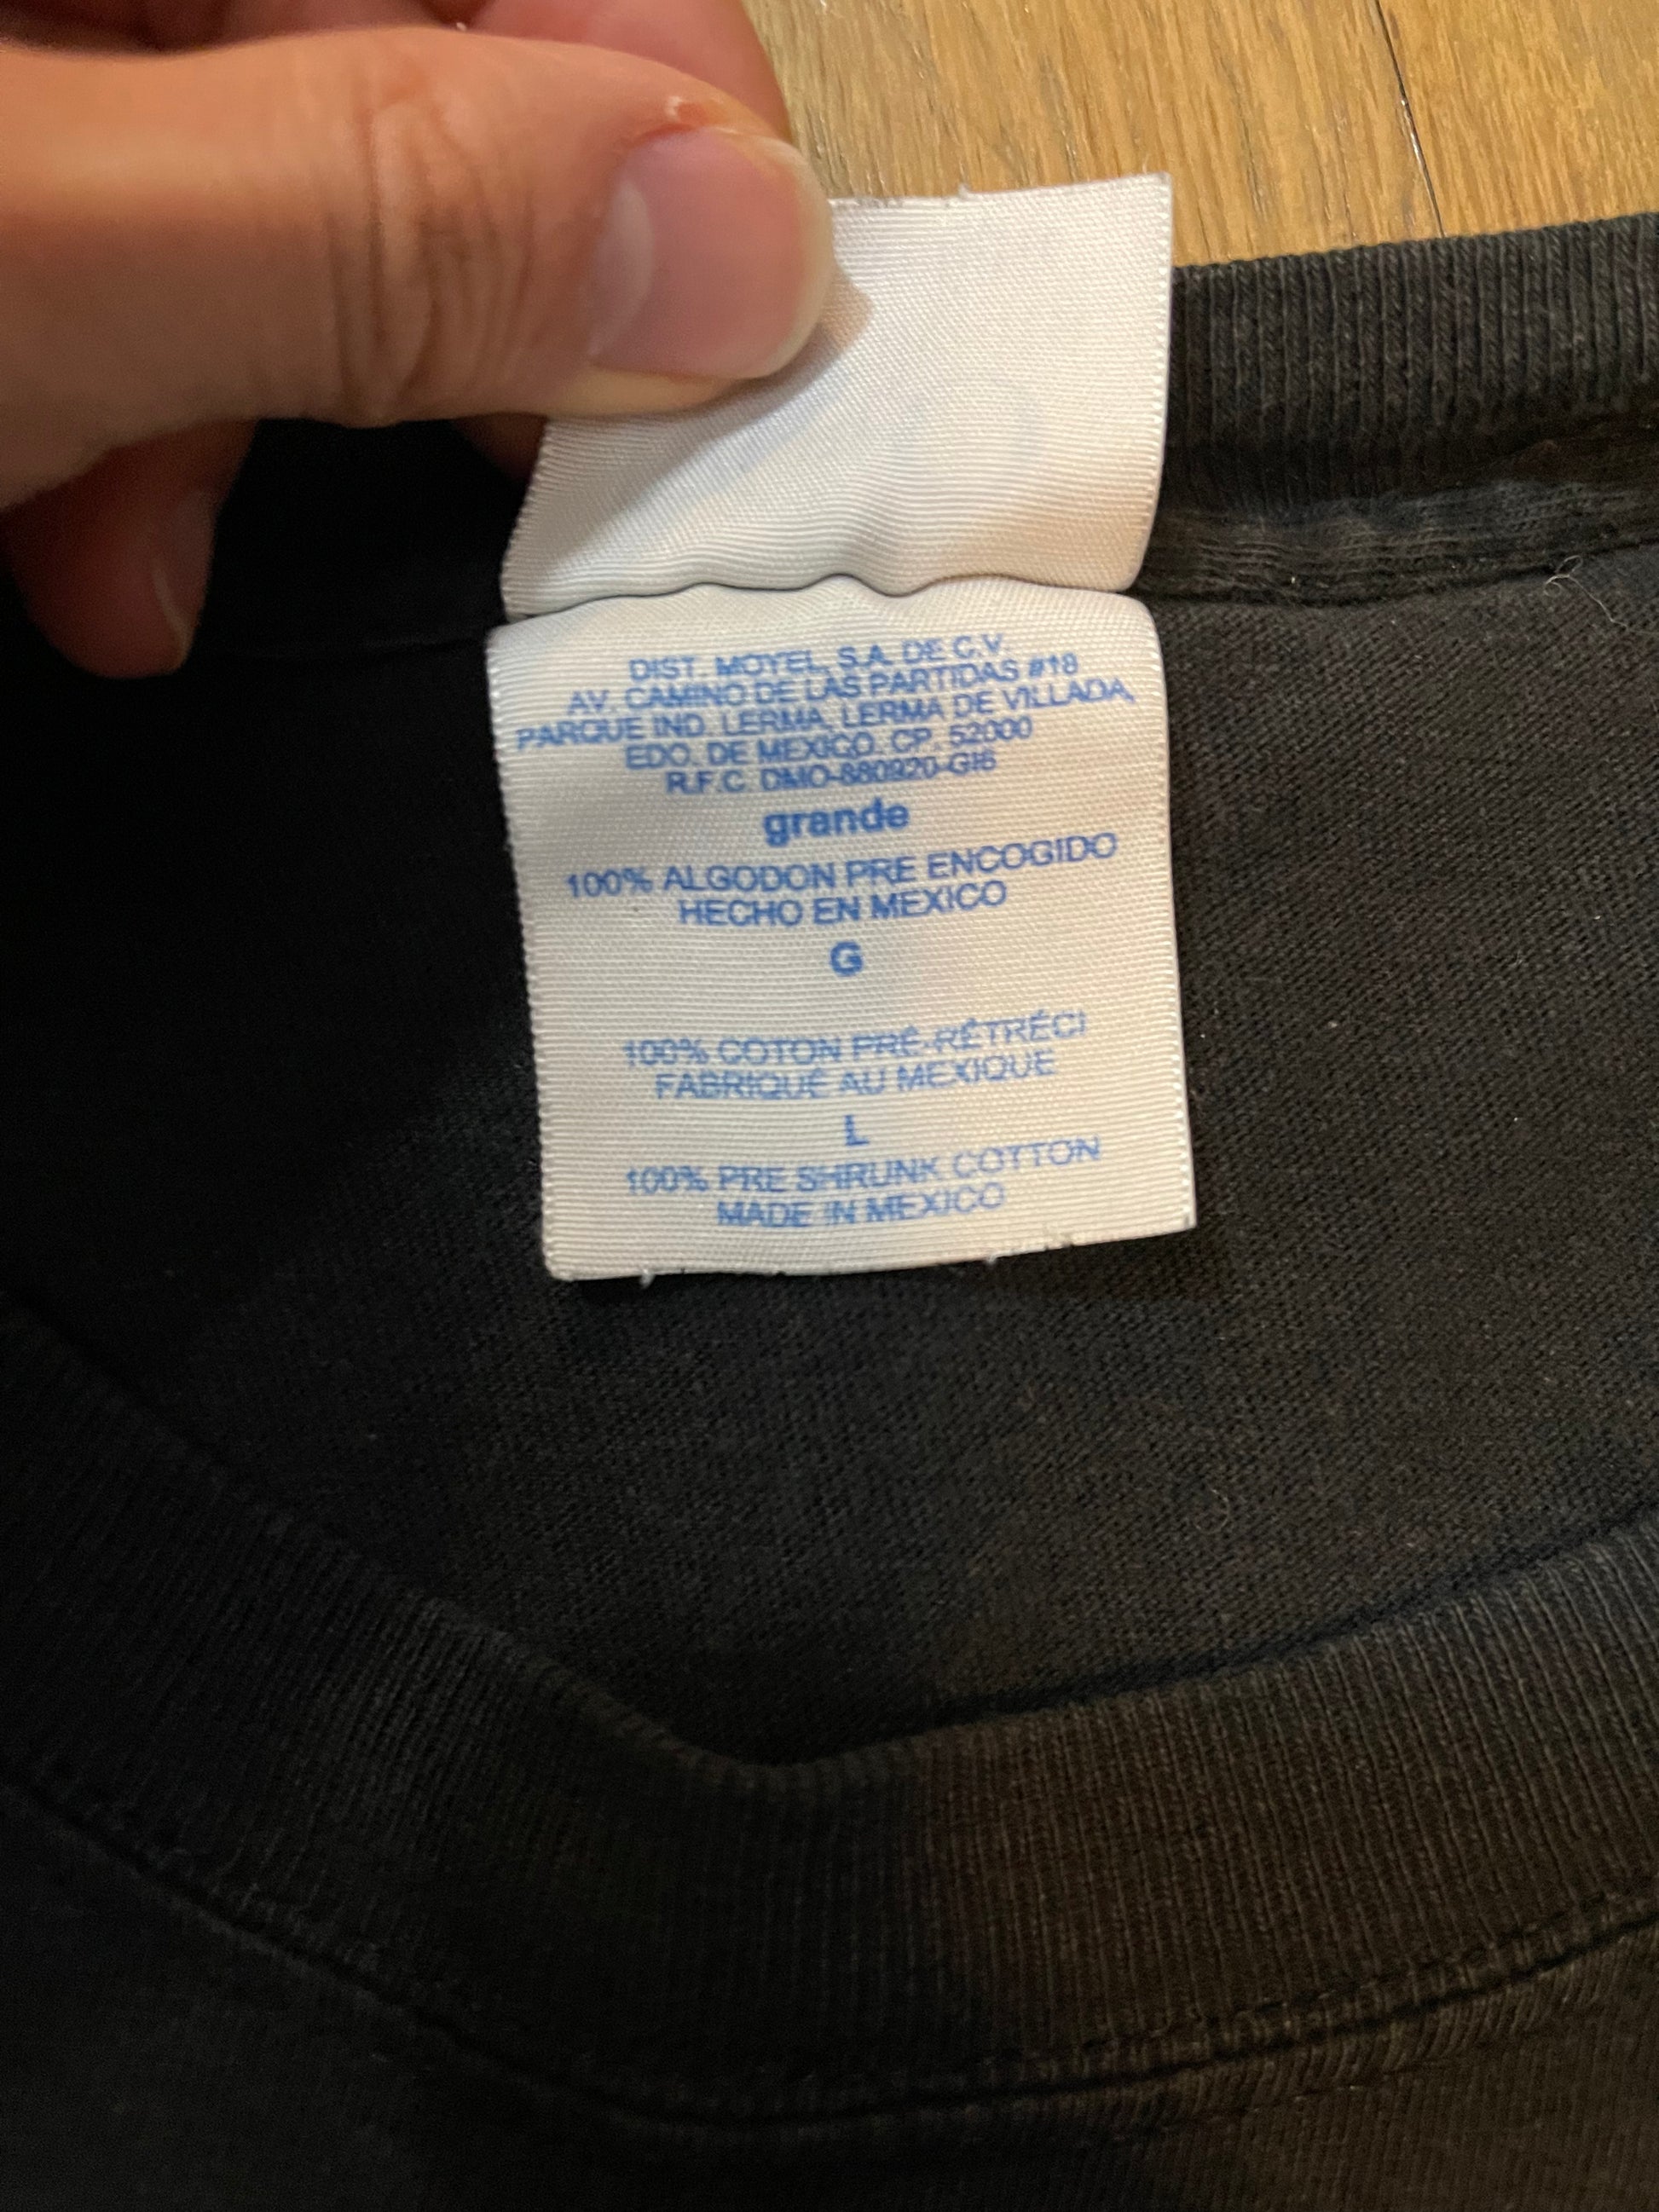 DIST. MOYEL, S.A. DE C.V.
AV. CAMINO DE LAS PARTIDAS #18
PARQUE IND. LERMA, LERMA DE VILLADA,
EDO. DE MEXICO. CP. 52000
R.F.C. DMO-880920-GI6
grande
100% ALGODON PRE ENCOGIDO
HECHO EN MEXICO
G
100% COTON PRÉ-RÉTRÉCI
FABRIQUÉ AU MEXIQUE
L
100% PRE SHRUNK COTTON
MADE IN MEXICO